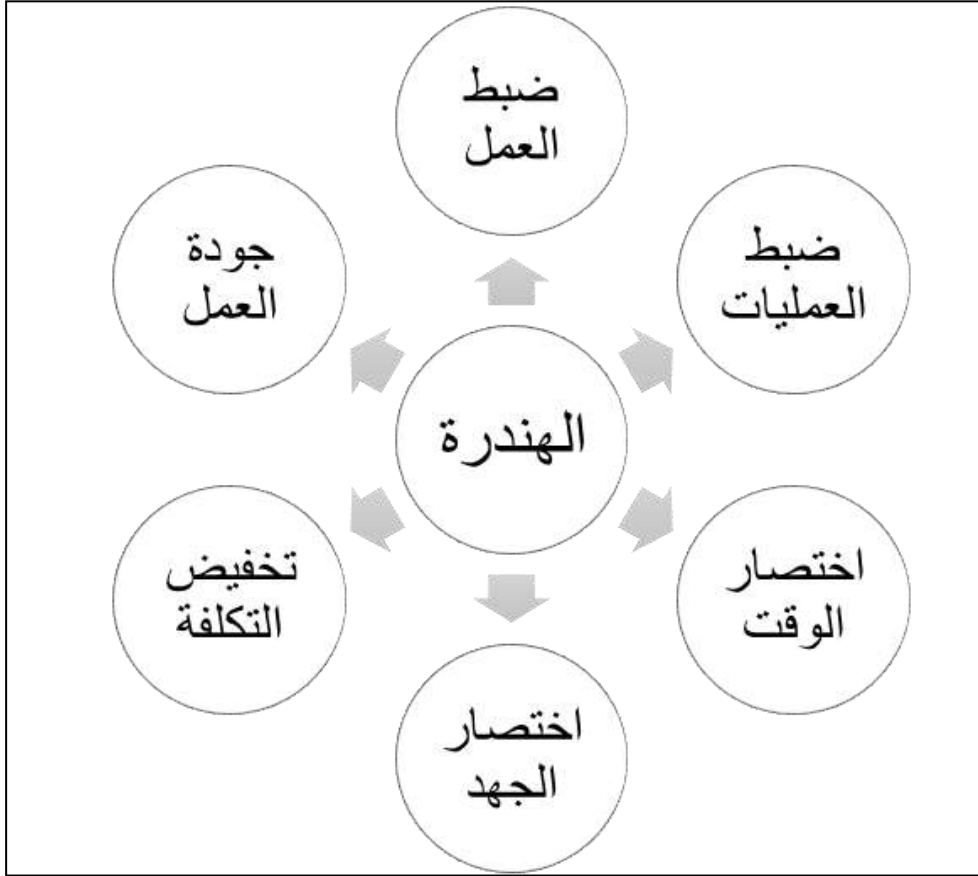 ضبط
العمل
ضبط
العمليات
جودة
العمل
الهندرة
اختصار
الوقت
تخفيض
التكلفة
اختصار
الجهد